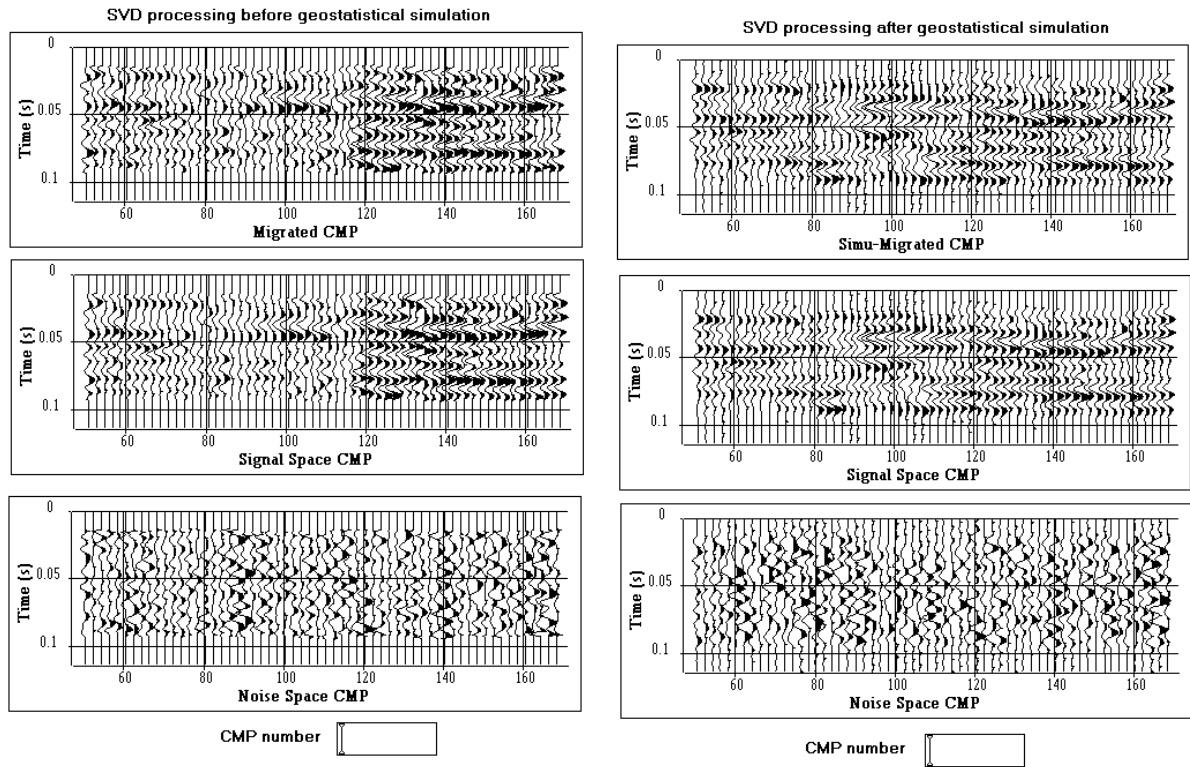 SVD processing before geostatistical simulation
0
0.05
0.1
Time (s)
60 80 100 120 140 160
Migrated CMP
0
0.05
0.1
Time (s)
60 80 100 120 140 160
Signal Space CMP
0
0.05
0.1
Time (s)
60 80 100 120 140 160
Noise Space CMP
CMP number
SVD processing after geostatistical simulation
0
0.05
0.1
Time (s)
60 80 100 120 140 160
Simu-Migrated CMP
0
0.05
0.1
Time (s)
60 80 100 120 140 160
Signal Space CMP
0
0.05
0.1
Time (s)
60 80 100 120 140 160
Noise Space CMP
CMP number